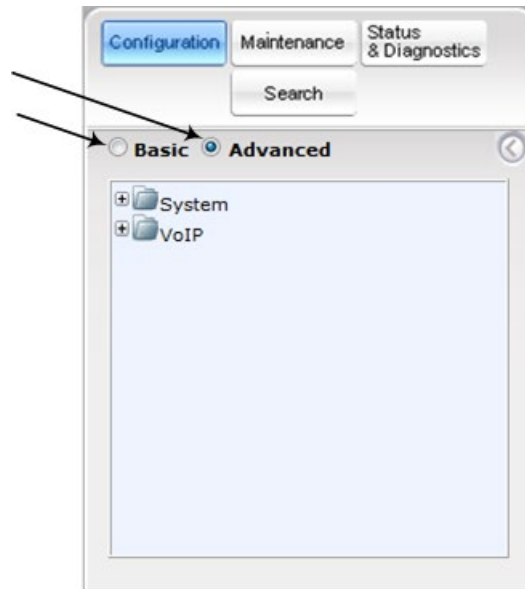 Configuration
Maintenance
Status
& Diagnostics
Search
Basic
Advanced
System
VoIP